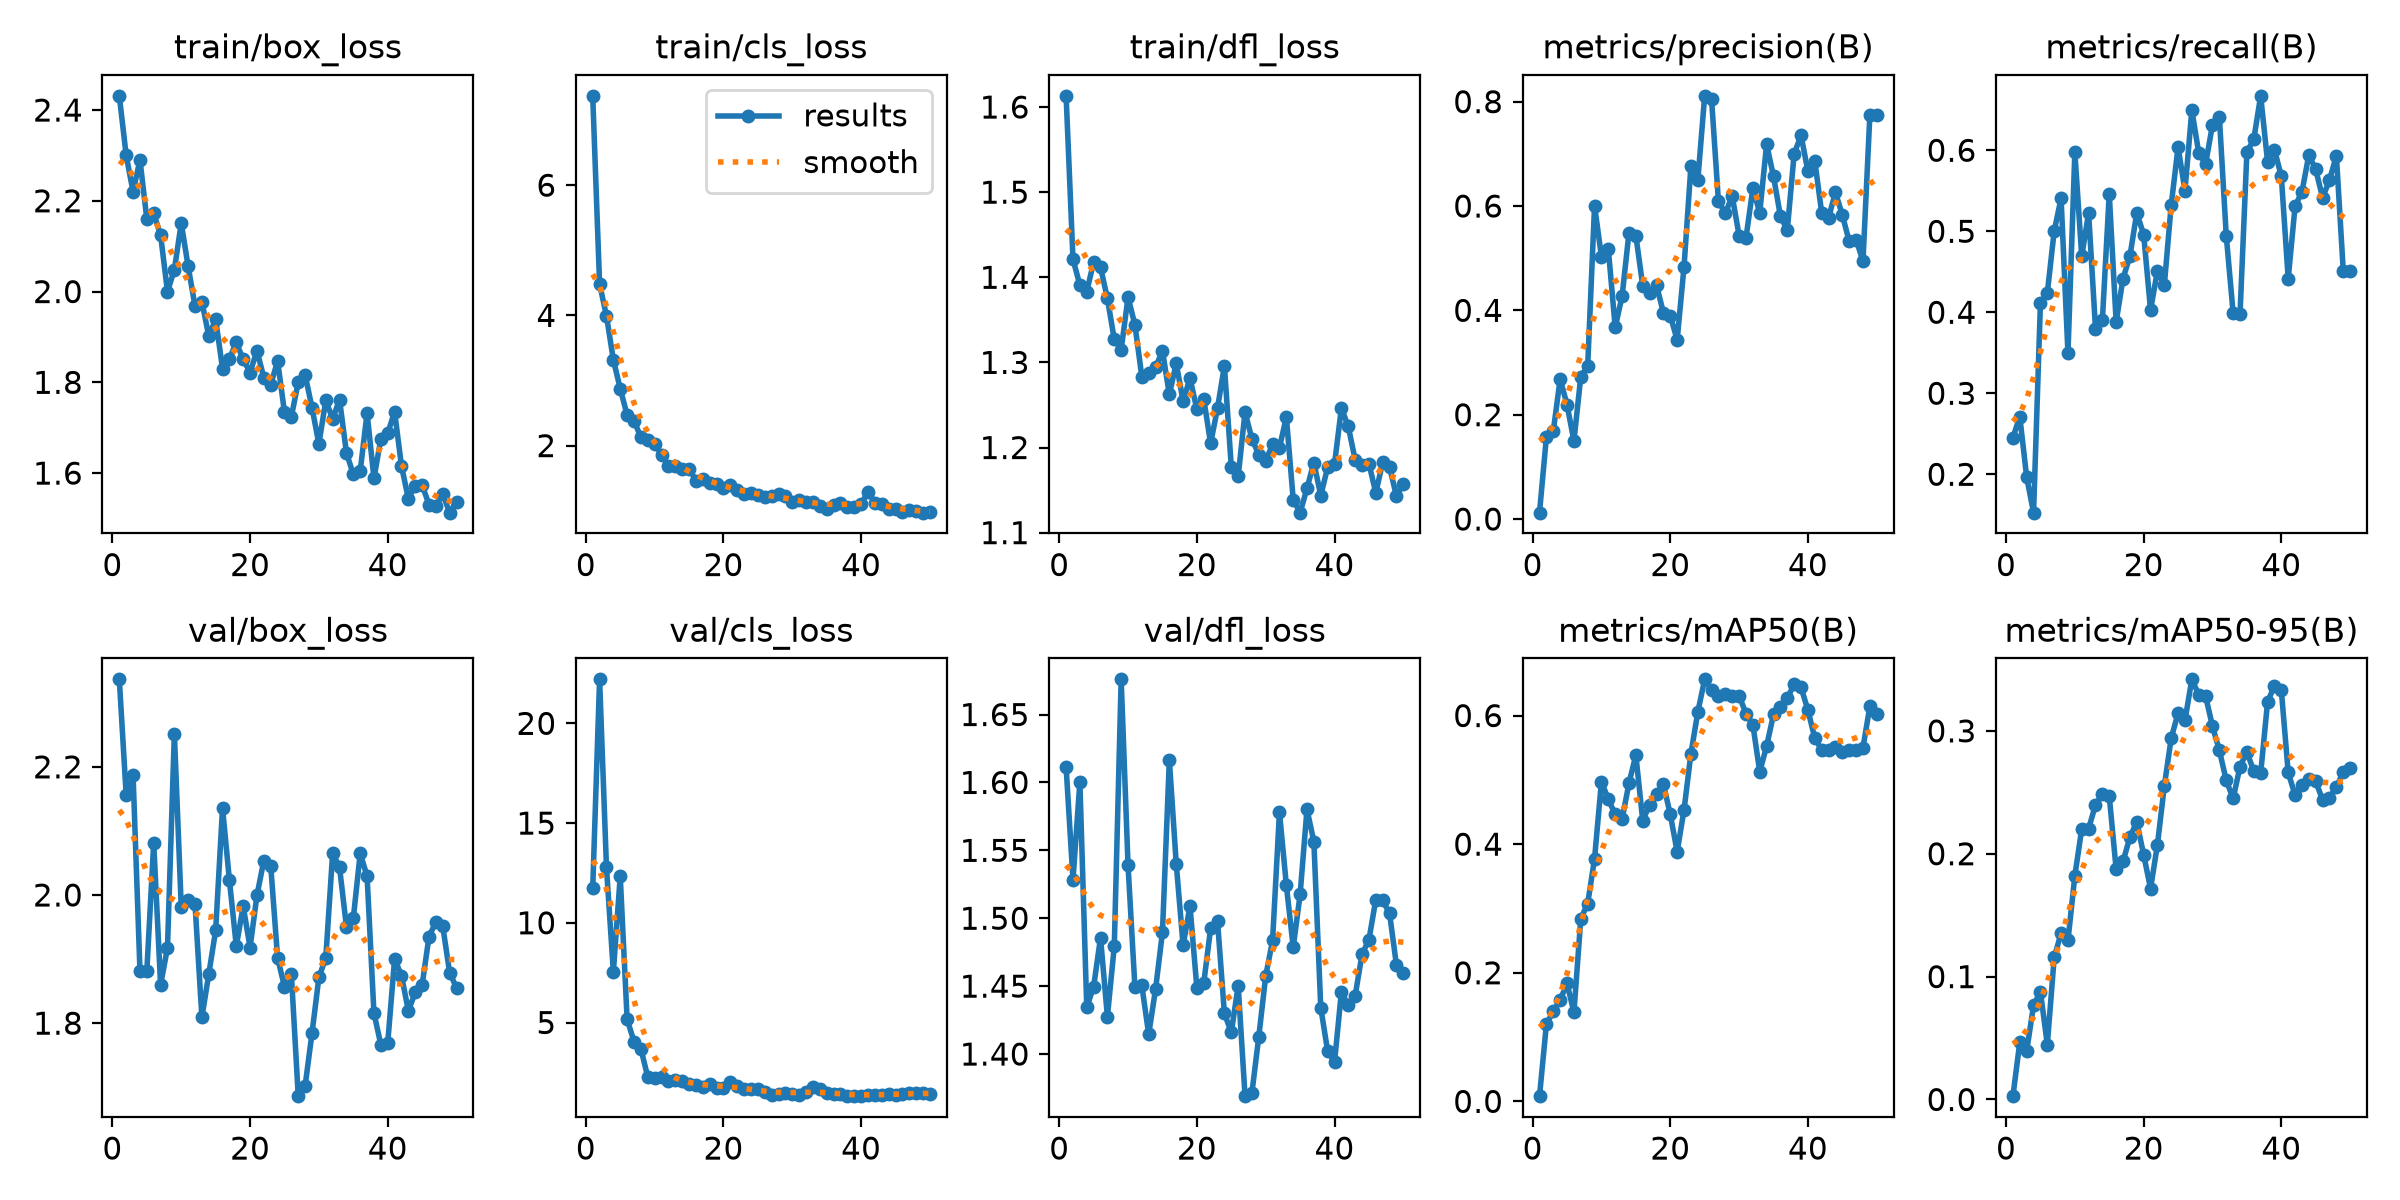 train/box_loss
2.4
2.2
2.0
1.8
1.6
0 20 40
train/cls_loss
results
smooth
6
4
2
0 20 40
train/dfl_loss
1.6
1.5
1.4
1.3
1.2
1.1
0 20 40
metrics/precision(B)
0.8
0.6
0.4
0.2
0.0
0 20 40
metrics/recall(B)
0.6
0.5
0.4
0.3
0.2
0 20 40
val/box_loss
2.2
2.0
1.8
0 20 40
val/cls_loss
20
15
10
5
0 20 40
val/dfl_loss
1.65
1.60
1.55
1.50
1.45
1.40
0 20 40
metrics/mAP50(B)
0.6
0.4
0.2
0.0
0 20 40
metrics/mAP50-95(B)
0.3
0.2
0.1
0.0
0 20 40